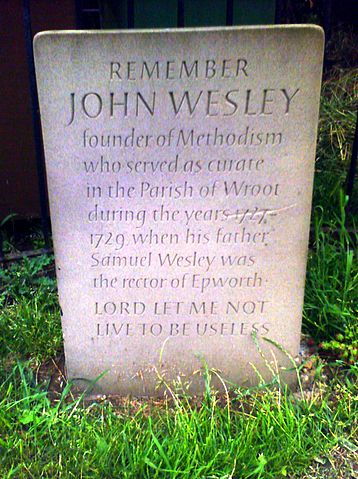 REMEMBER
JOHN WESLEY
founder of Methodism
who served as curate
in the Parish of Wroot
during the years 1727-
1729, when his father
Samuel Wesley was
the rector of Epworth·
LORD LET ME NOT
LIVE TO BE USELESS